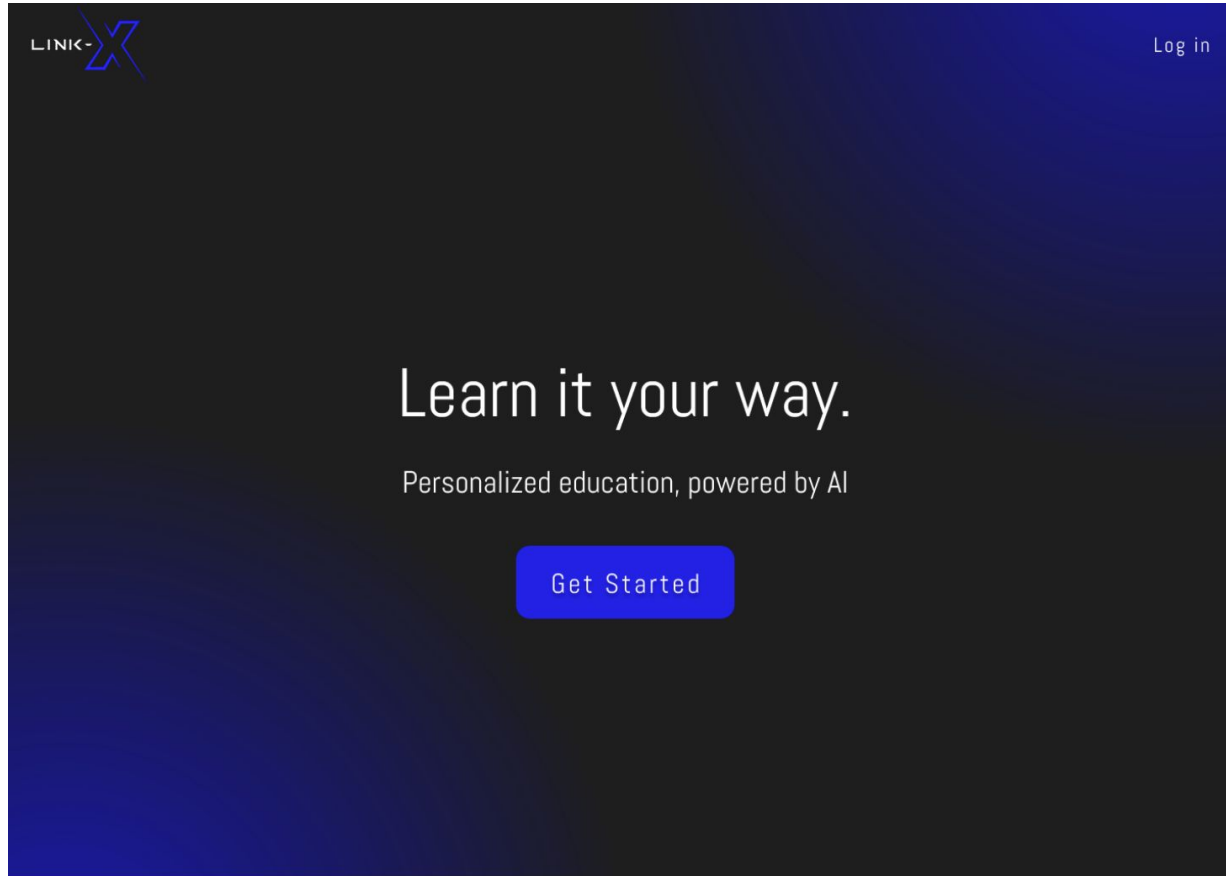 LINK-X
Log in
Learn it your way.
Personalized education, powered by AI
Get Started